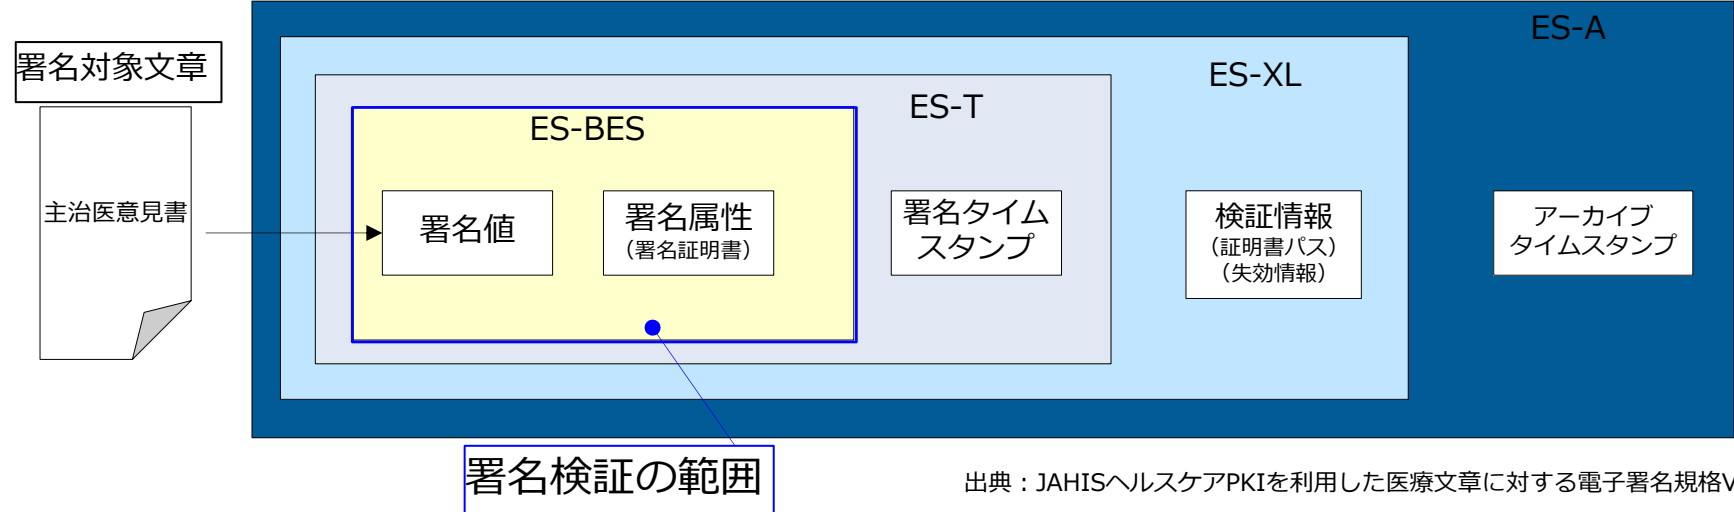 署名対象文章
主治医意見書
ES-A
ES-XL
ES-T
ES-BES
署名値
署名属性
（署名証明書）
署名タイム
スタンプ
検証情報
（証明書パス）
（失効情報）
アーカイブ
タイムスタンプ
署名検証の範囲
出典：JAHISヘルスケアPKIを利用した医療文章に対する電子署名規格V